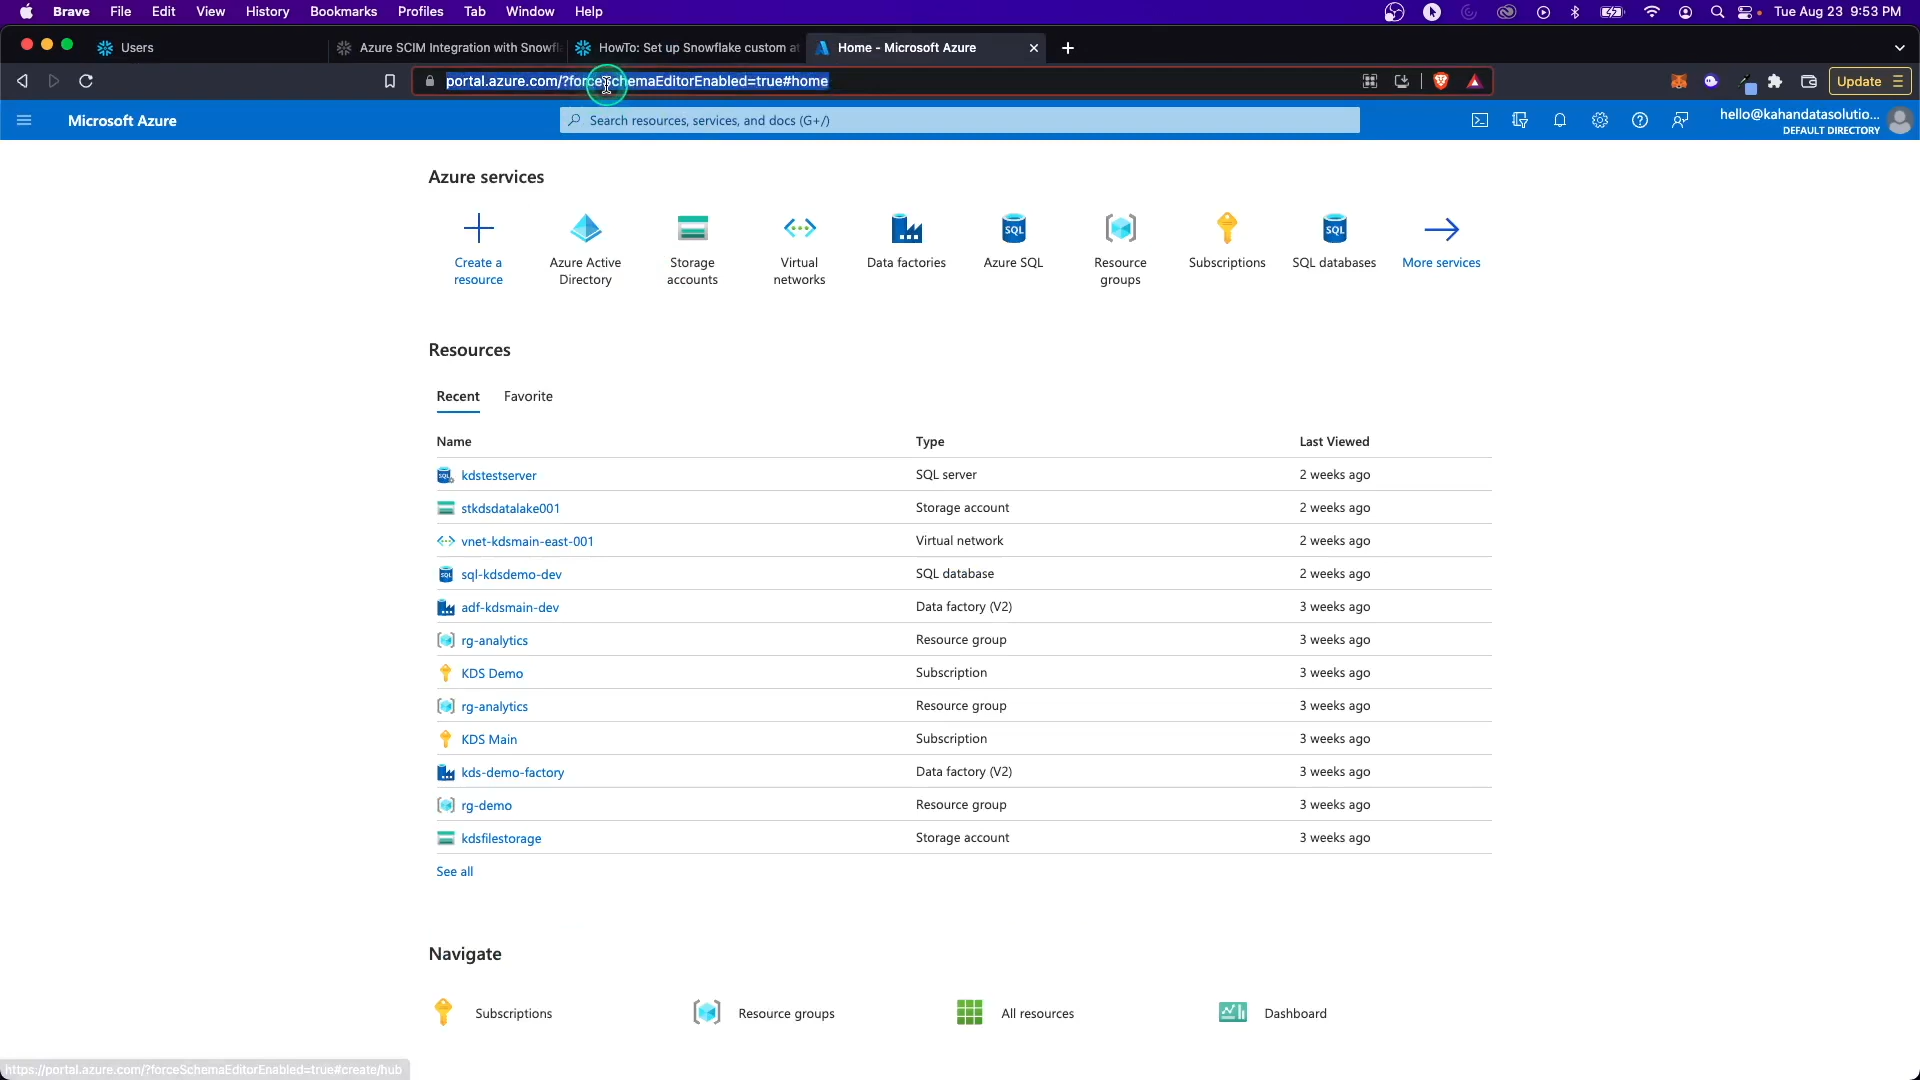 Brave File Edit View History Bookmarks Profiles Tab Window Help Tue Aug 23 9:53 PM
Users Azure SCIM Integration with Snowfl HowTo: Set up Snowflake custom at Home - Microsoft Azure
portal.azure.com/?forceSchemaEditorEnabled=true#home Update
Microsoft Azure Search resources, services, and docs (G+/) hello@kahandatasolutio...
DEFAULT DIRECTORY
Azure services
Create a resource
Azure Active Directory
Storage accounts
Virtual networks
Data factories
SQL
Azure SQL
Resource groups
Subscriptions
SQL
SQL databases
More services
Resources
Recent Favorite
Name Type Last Viewed
kdstestserver SQL server 2 weeks ago
stkdsdatalake001 Storage account 2 weeks ago
vnet-kdsmain-east-001 Virtual network 2 weeks ago
sql-kdsdemo-dev SQL database 2 weeks ago
adf-kdsmain-dev Data factory (V2) 3 weeks ago
rg-analytics Resource group 3 weeks ago
KDS Demo Subscription 3 weeks ago
rg-analytics Resource group 3 weeks ago
KDS Main Subscription 3 weeks ago
kds-demo-factory Data factory (V2) 3 weeks ago
rg-demo Resource group 3 weeks ago
kdsfilestorage Storage account 3 weeks ago
See all
Navigate
Subscriptions Resource groups All resources Dashboard
https://portal.azure.com/?forceSchemaEditorEnabled=true#create/hub